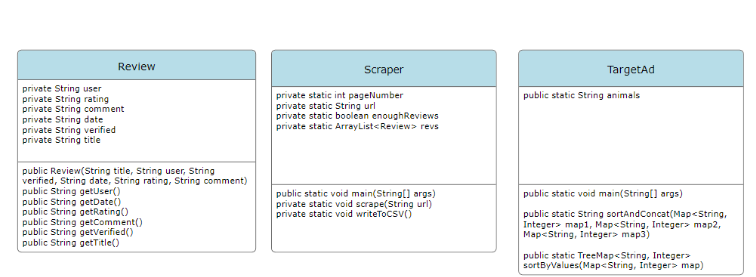 Review
private String user
private String rating
private String comment
private String date
private String verified
private String title
public Review(String title, String user, String
verified, String date, String rating, String comment)
public String getUser()
public String getDate()
public String getRating()
public String getComment()
public String getVerified()
public String getTitle()
Scraper
private static int pageNumber
private static String url
private static boolean enoughReviews
private static ArrayList<Review> revs
public static void main(String[] args)
private static void scrape(String url)
private static void writeToCSV()
TargetAd
public static String animals
public static void main(String[] args)
public static String sortAndConcat(Map<String,
Integer> map1, Map<String, Integer> map2,
Map<String, Integer> map3)
public static TreeMap<String, Integer>
sortByValues(Map<String, Integer> map)